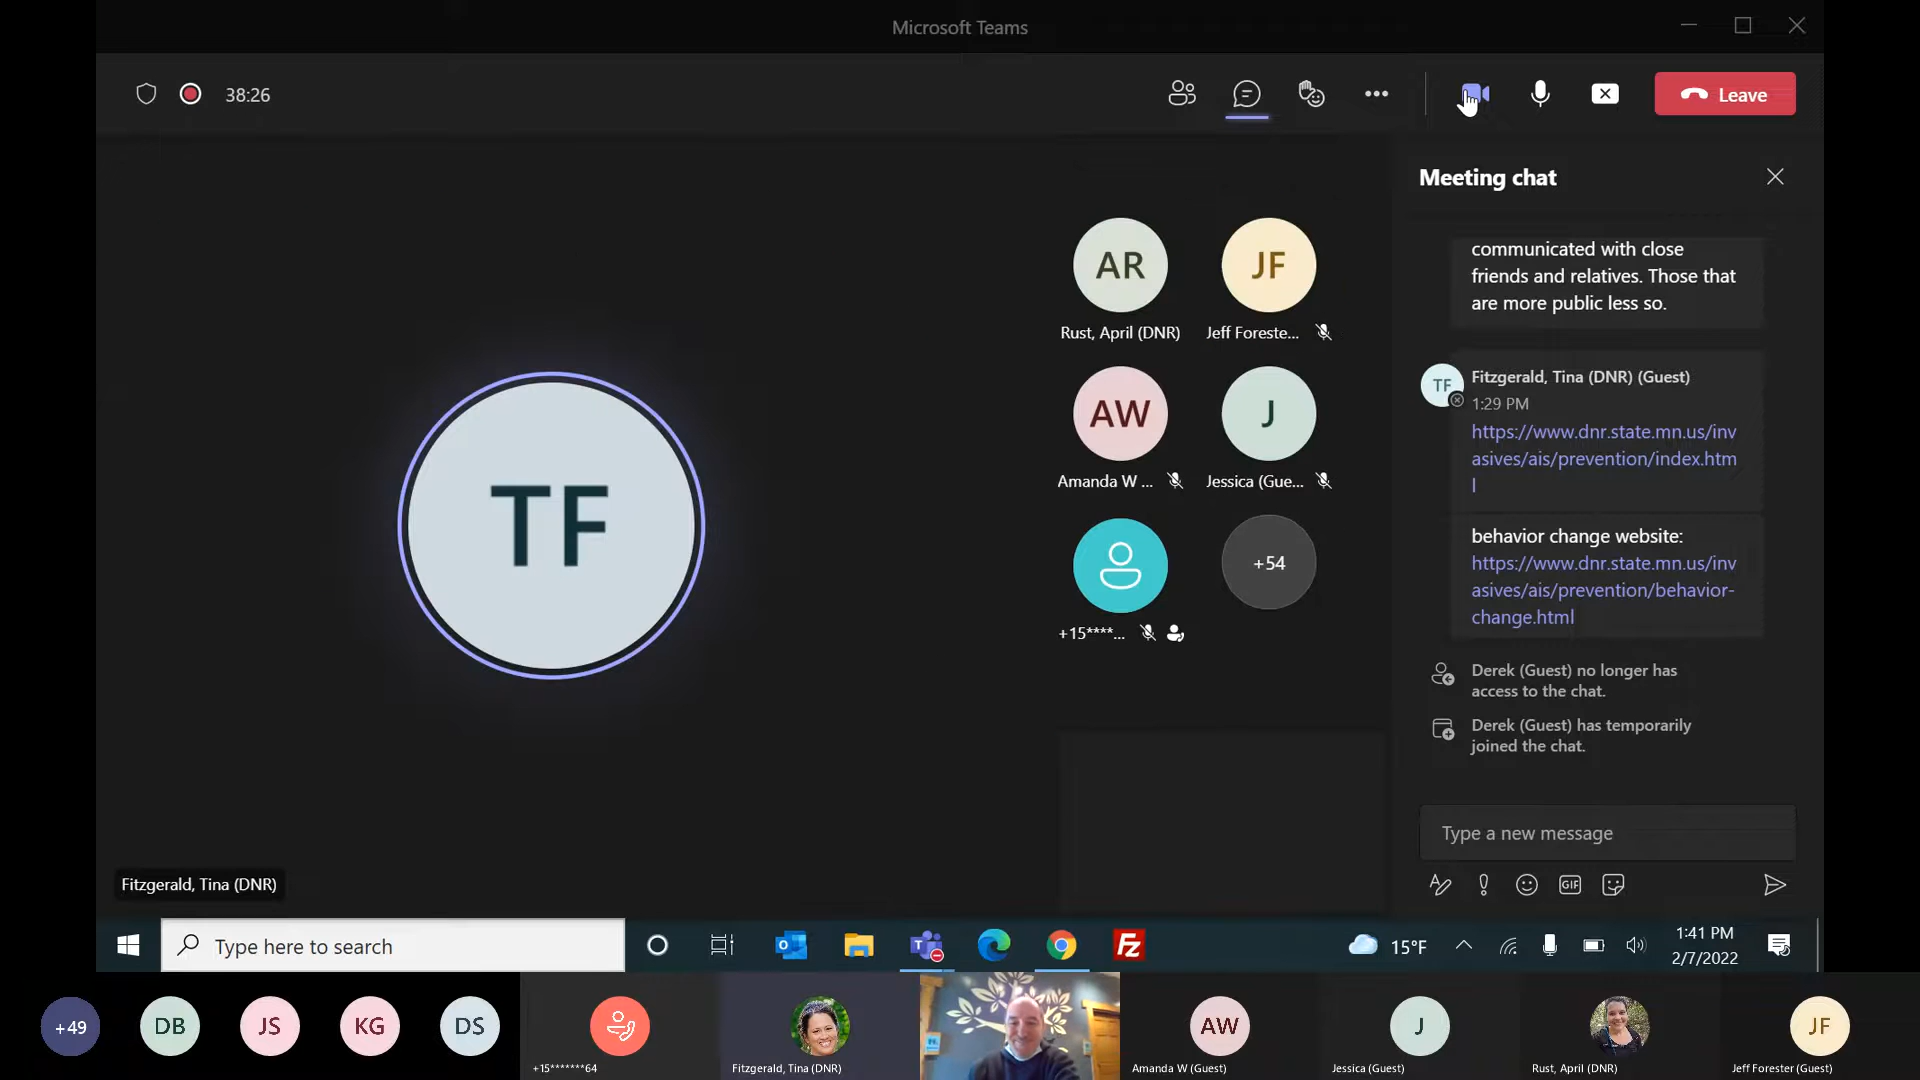 Microsoft Teams
38:26
Leave
Meeting chat
communicated with close
friends and relatives. Those that
are more public less so.
TF
Fitzgerald, Tina (DNR) (Guest)
1:29 PM
https://www.dnr.state.mn.us/inv
asives/ais/prevention/index.htm
l
behavior change website:
https://www.dnr.state.mn.us/inv
asives/ais/prevention/behavior-
change.html
Derek (Guest) no longer has
access to the chat.
Derek (Guest) has temporarily
joined the chat.
Type a new message
GIF
AR
JF
Rust, April (DNR)
Jeff Foreste...
AW
J
Amanda W ...
Jessica (Gue...
+54
+15****...
TF
Fitzgerald, Tina (DNR)
Type here to search
15°F
1:41 PM
2/7/2022
+49
DB
JS
KG
DS
+15*******64
Fitzgerald, Tina (DNR)
AW
Amanda W (Guest)
J
Jessica (Guest)
Rust, April (DNR)
JF
Jeff Forester (Guest)